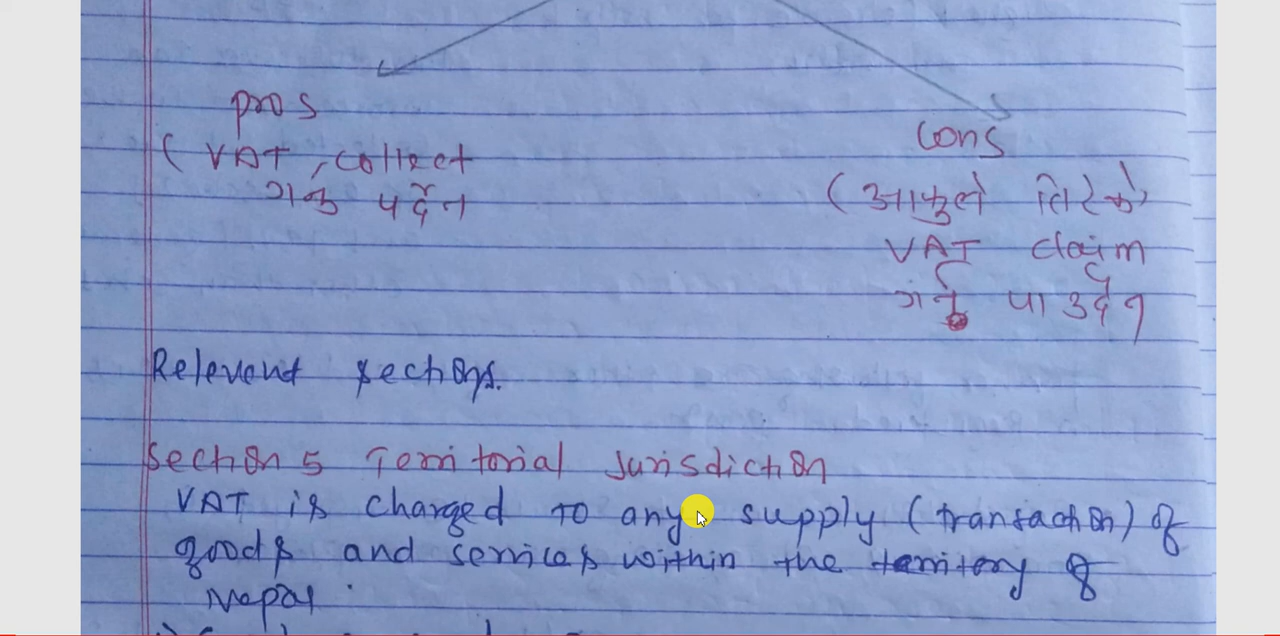 pros
( VAT, collect
गर्नु पर्दैन
Cons
( आफुले तिरेको
VAT claim
गर्नु पाउदैन
Relevent sections.
Section 5 Territorial Jurisdiction
VAT is charged to any supply (transaction) of
goods and services within the territory of
Nepal